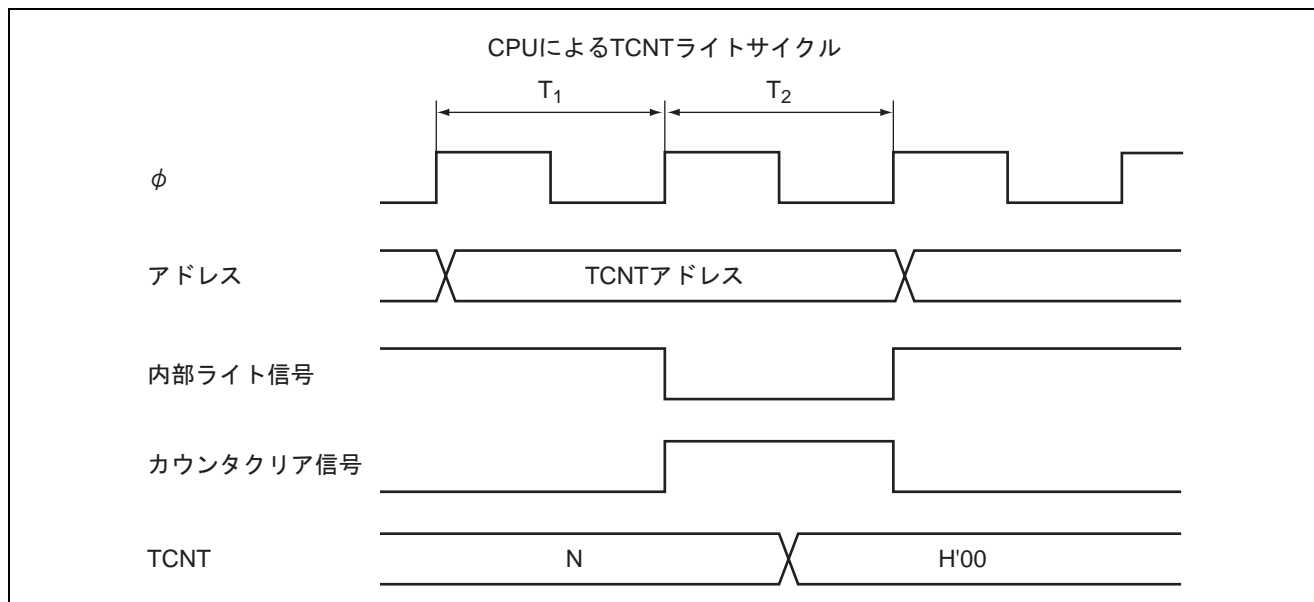 CPUによるTCNTライトサイクル
T1 T2
φ
アドレス TCNTアドレス
内部ライト信号
カウンタクリア信号
TCNT N H'00